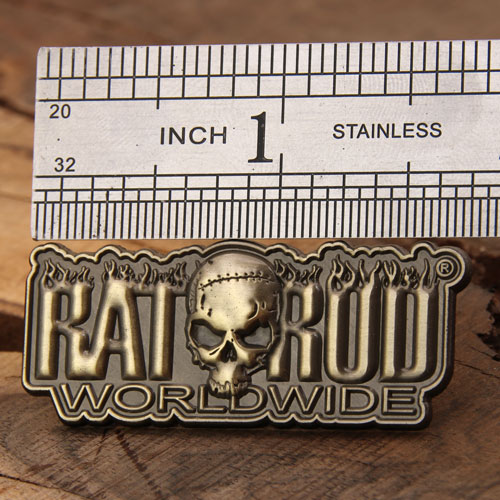 20
INCH 1 STAINLESS
32
RAT ROD®
WORLDWIDE